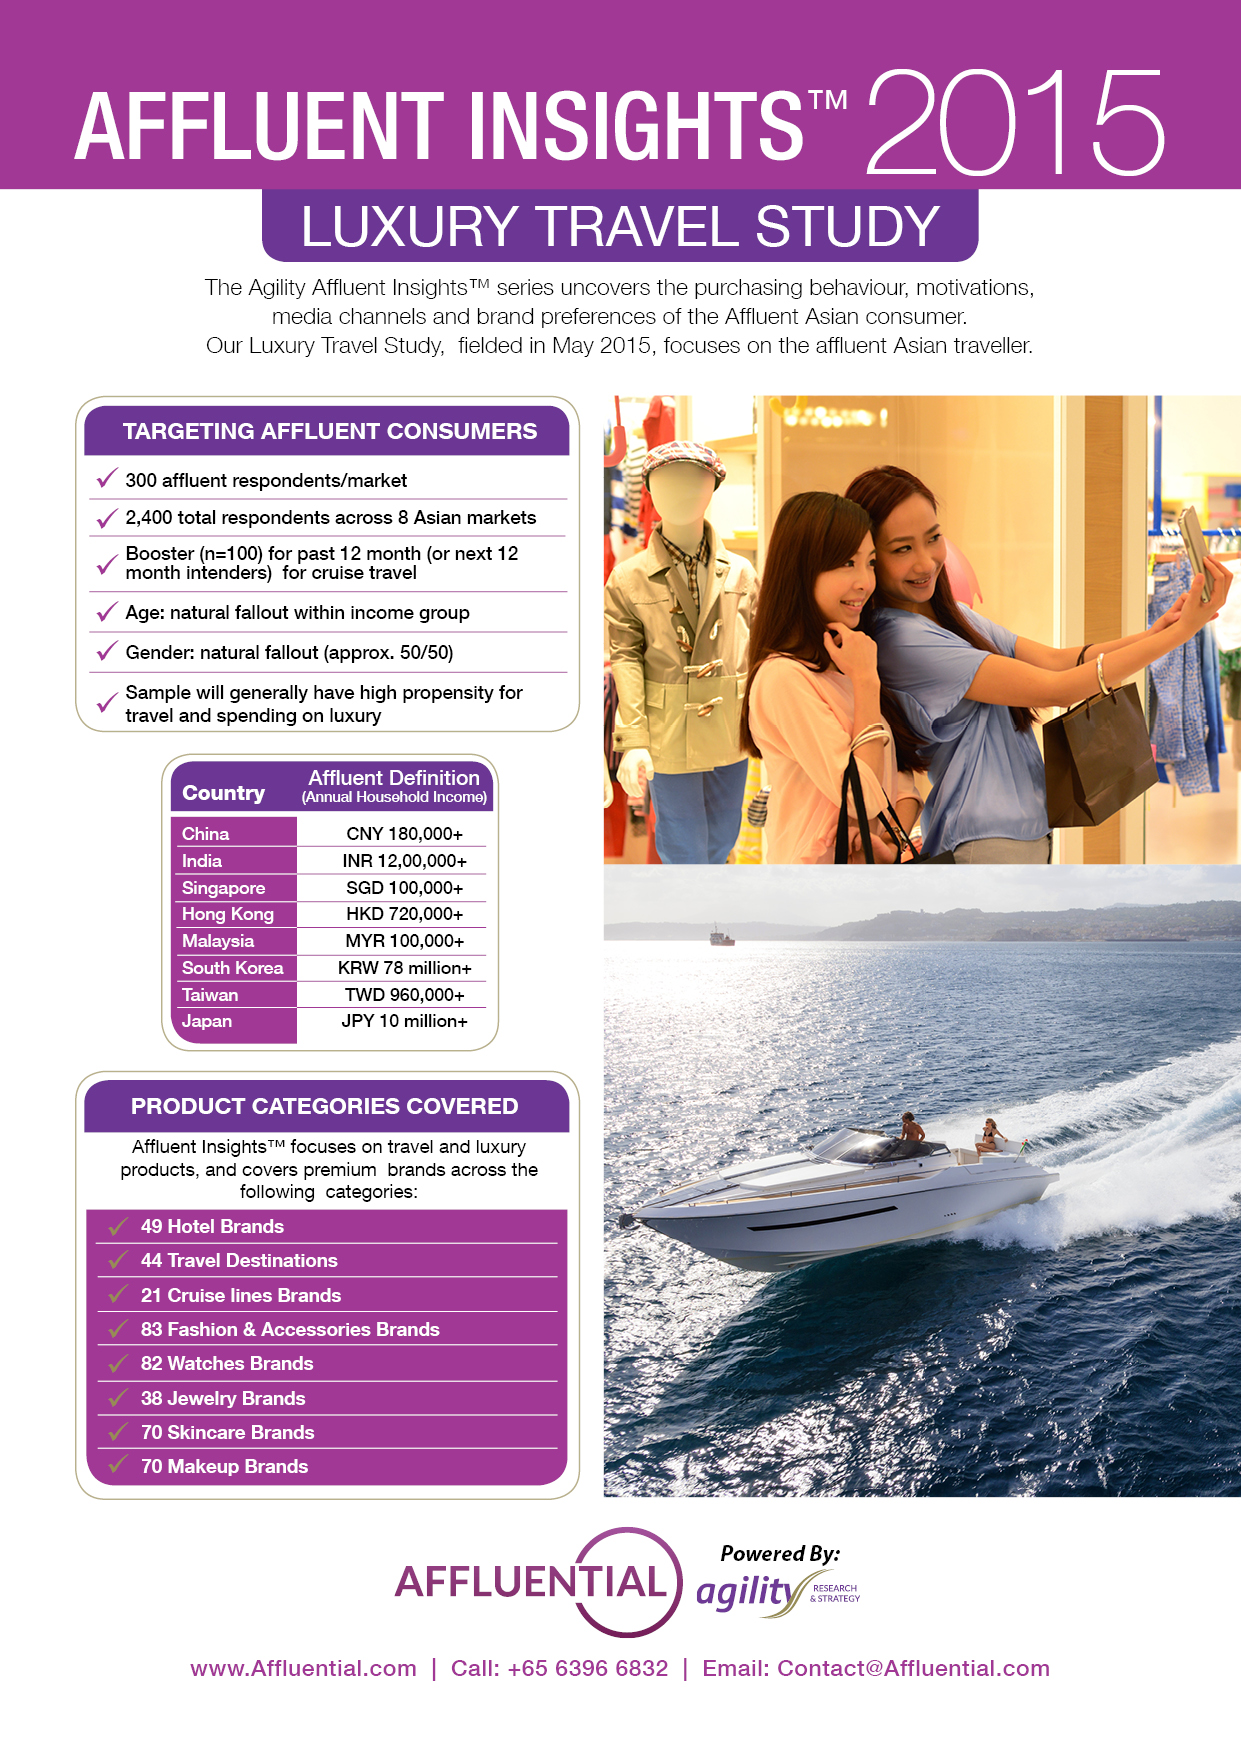 AFFLUENT INSIGHTS™ 2015
LUXURY TRAVEL STUDY
The Agility Affluent Insights™ series uncovers the purchasing behaviour, motivations,
media channels and brand preferences of the Affluent Asian consumer.
Our Luxury Travel Study,  fielded in May 2015, focuses on the affluent Asian traveller.
TARGETING AFFLUENT CONSUMERS
✓ 300 affluent respondents/market
✓ 2,400 total respondents across 8 Asian markets
✓ Booster (n=100) for past 12 month (or next 12
month intenders)  for cruise travel
✓ Age: natural fallout within income group
✓ Gender: natural fallout (approx. 50/50)
✓ Sample will generally have high propensity for
travel and spending on luxury
Country Affluent Definition
(Annual Household Income)
China CNY 180,000+
India INR 12,00,000+
Singapore SGD 100,000+
Hong Kong HKD 720,000+
Malaysia MYR 100,000+
South Korea KRW 78 million+
Taiwan TWD 960,000+
Japan JPY 10 million+
PRODUCT CATEGORIES COVERED
Affluent Insights™ focuses on travel and luxury
products, and covers premium  brands across the
following  categories:
✓ 49 Hotel Brands
✓ 44 Travel Destinations
✓ 21 Cruise lines Brands
✓ 83 Fashion & Accessories Brands
✓ 82 Watches Brands
✓ 38 Jewelry Brands
✓ 70 Skincare Brands
✓ 70 Makeup Brands
AFFLUENTIAL
Powered By:
agility RESEARCH
& STRATEGY
www.Affluential.com | Call: +65 6396 6832 | Email: Contact@Affluential.com